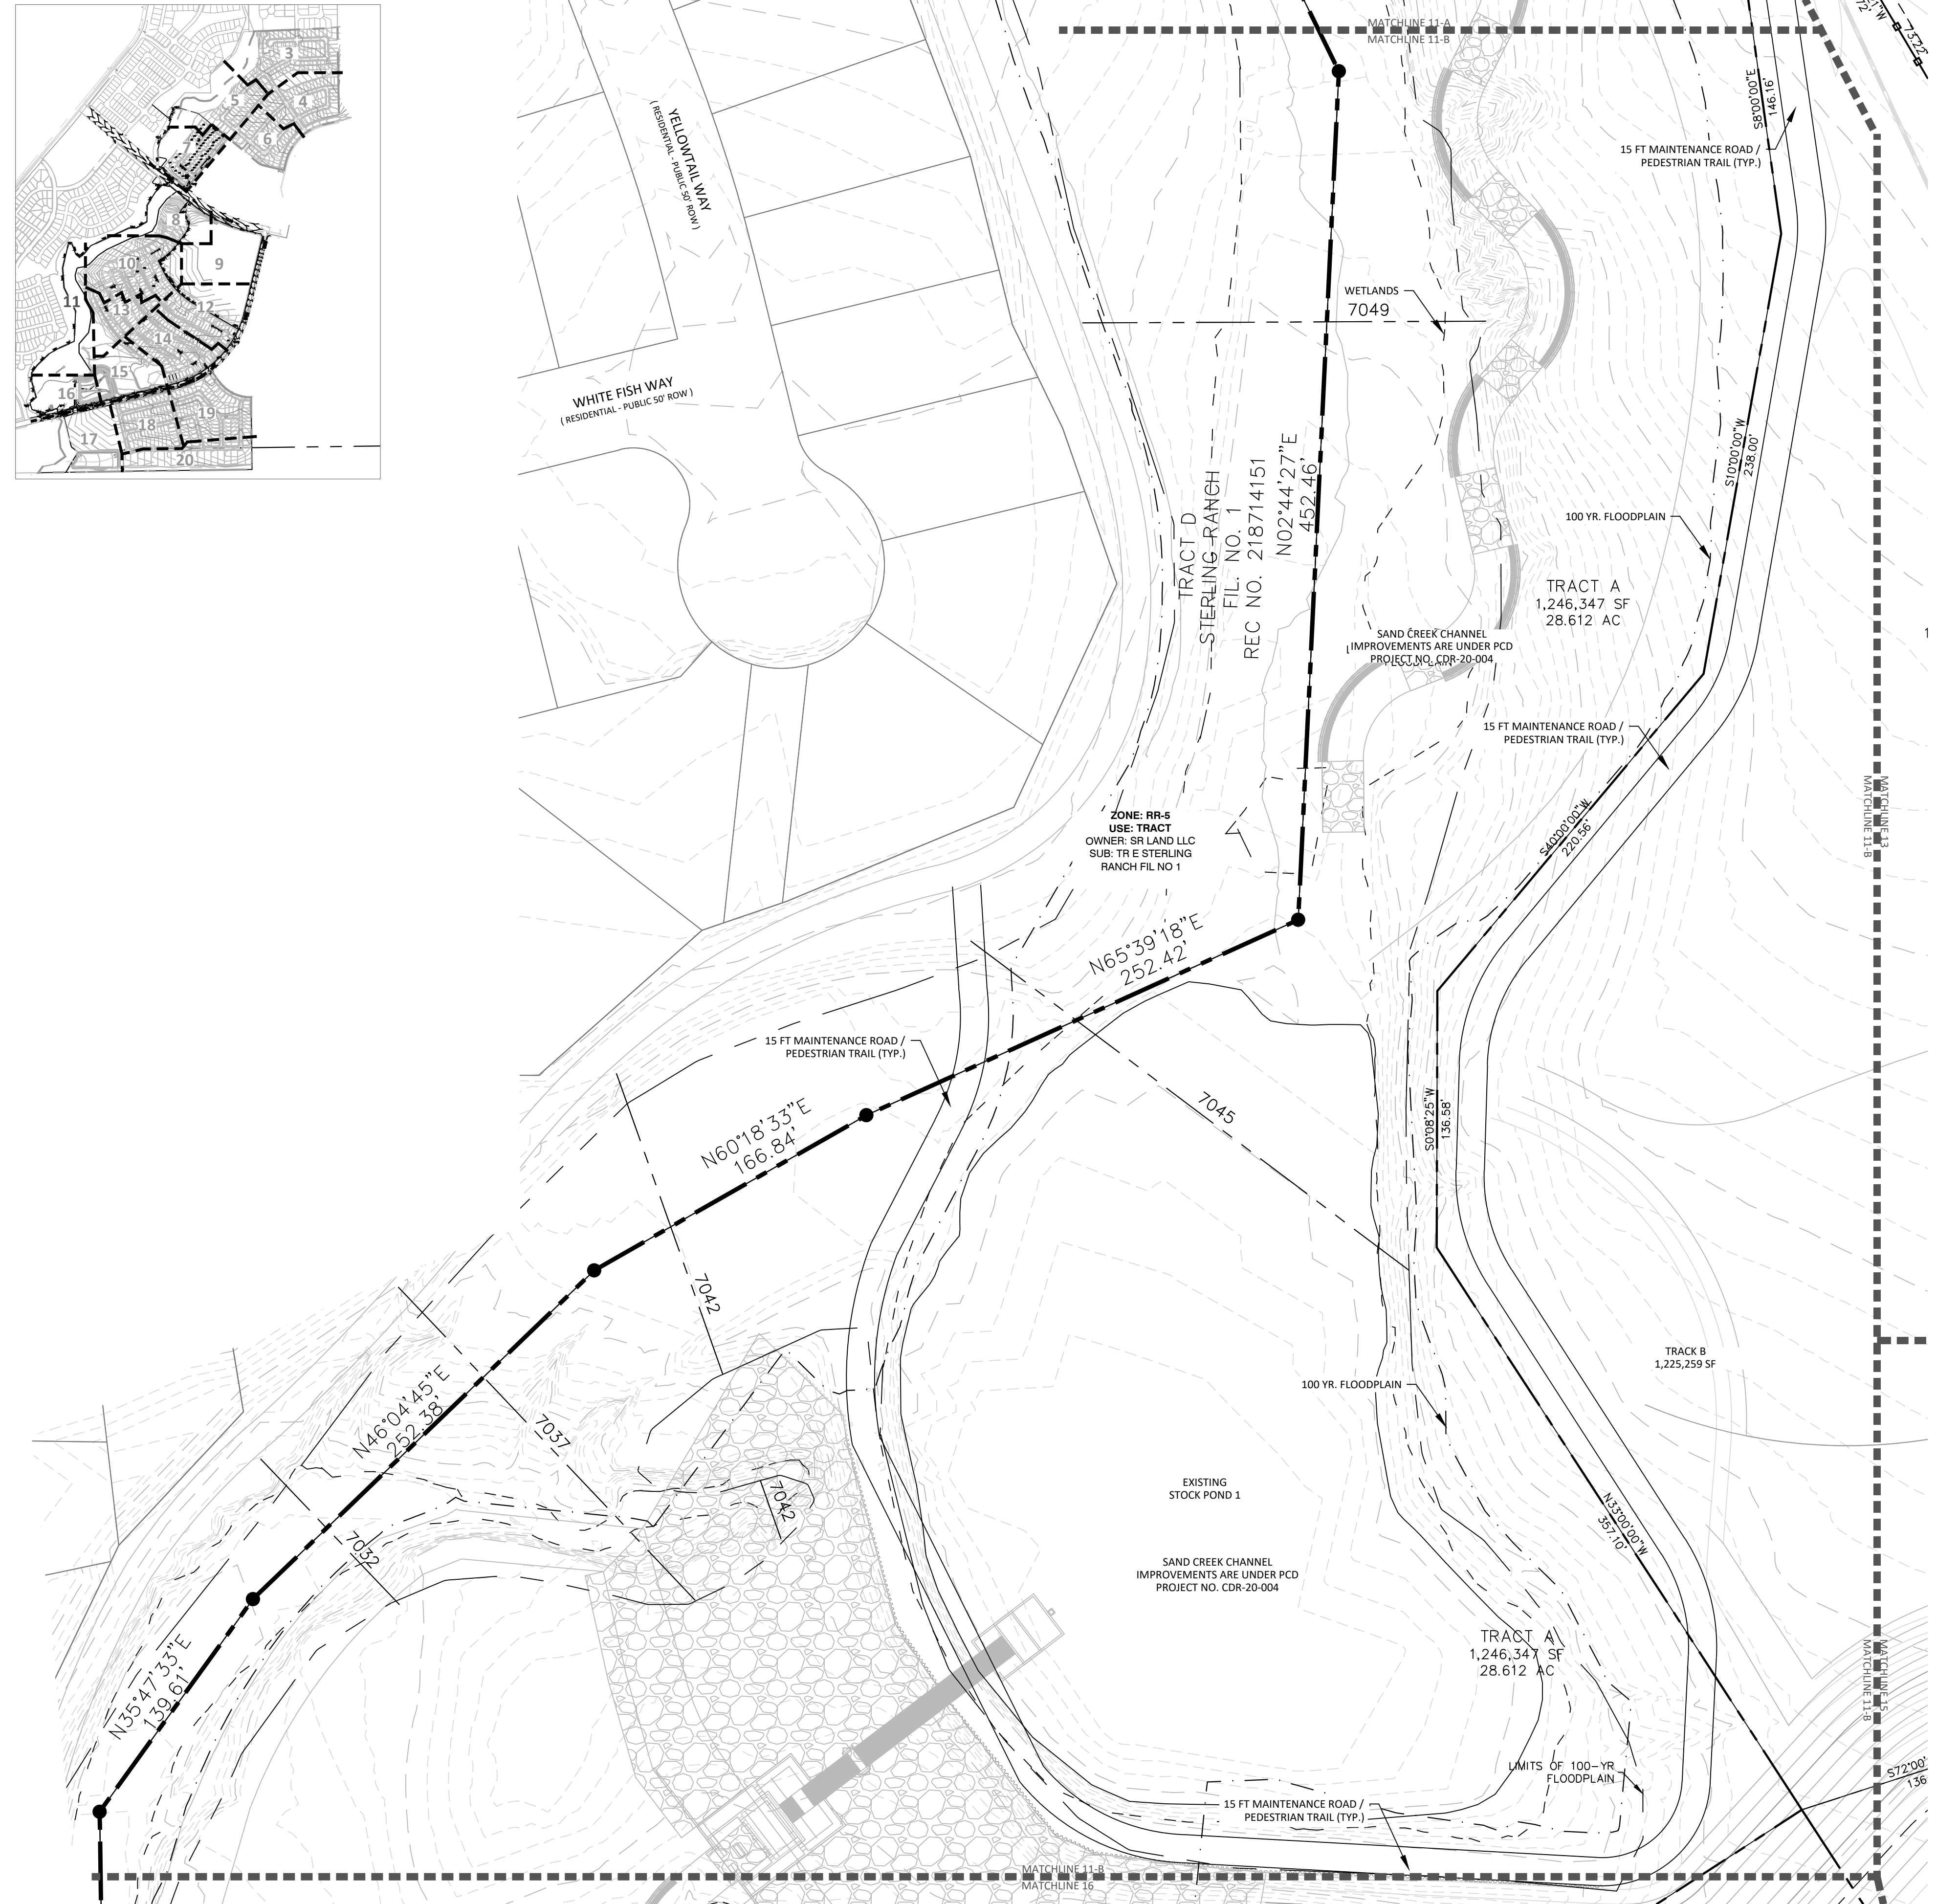 3
5
4
6
7
8
9
10
11
12
13
14
15
16
17
18
19
20
MATCHLINE 11-A
MATCHLINE 11-B
73.22'
S8°00'00"E
146.16'
15 FT MAINTENANCE ROAD /
PEDESTRIAN TRAIL (TYP.)
YELLOWTAIL WAY
( RESIDENTIAL - PUBLIC 50' ROW )
WETLANDS
7049
WHITE FISH WAY
( RESIDENTIAL - PUBLIC 50' ROW )
TRACT D
STERLING RANCH
FIL. NO. 1
REC NO. 218714151
N02°44'27"E
452.46'
S10°00'00"W
238.00'
100 YR. FLOODPLAIN
TRACT A
1,246,347 SF
28.612 AC
SAND CREEK CHANNEL
IMPROVEMENTS ARE UNDER PCD
PROJECT NO. CDR-20-004
15 FT MAINTENANCE ROAD /
PEDESTRIAN TRAIL (TYP.)
MATCHLINE 13
MATCHLINE 11-B
S40°00'00"W
220.56'
ZONE: RR-5
USE: TRACT
OWNER: SR LAND LLC
SUB: TR E STERLING
RANCH FIL NO 1
N65°39'18"E
252.42'
15 FT MAINTENANCE ROAD /
PEDESTRIAN TRAIL (TYP.)
7045
S0°08'25"W
136.58'
N60°18'33"E
166.84'
7042
TRACK B
1,225,259 SF
100 YR. FLOODPLAIN
N46°04'45"E
252.38'
7037
7042
7032
EXISTING
STOCK POND 1
N33°00'00"W
357.10'
SAND CREEK CHANNEL
IMPROVEMENTS ARE UNDER PCD
PROJECT NO. CDR-20-004
N35°47'33"E
139.61'
TRACT A
1,246,347 SF
28.612 AC
MATCHLINE 15
MATCHLINE 11-B
LIMITS OF 100-YR
FLOODPLAIN
S72°00'
136
15 FT MAINTENANCE ROAD /
PEDESTRIAN TRAIL (TYP.)
MATCHLINE 11-B
MATCHLINE 16